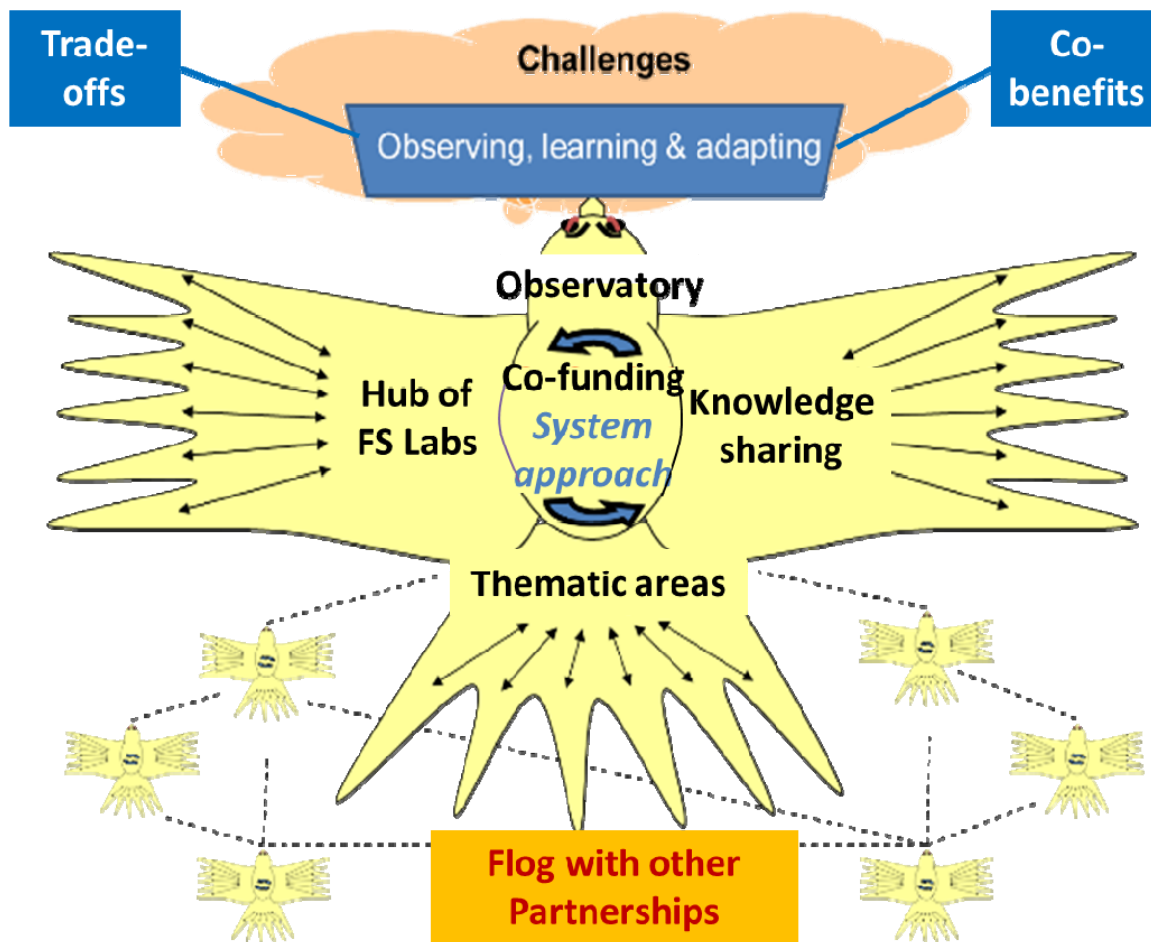 Trade-
offs
Challenges
Co-
benefits
Observing, learning & adapting
Observatory
Co-funding
System
approach
Hub of
FS Labs
Knowledge
sharing
Thematic areas
Flog with other
Partnerships